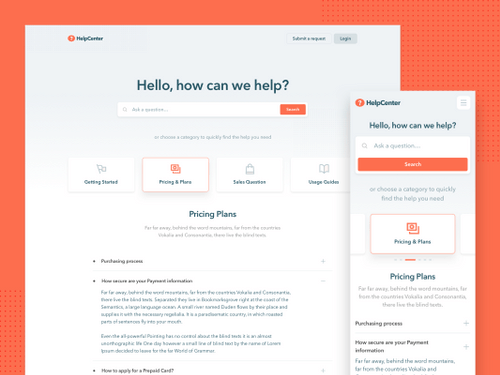 HelpCenter
Submit a request
Login
Hello, how can we help?
Ask a question...
Search
or choose a category to quickly find the help you need
Getting Started
Pricing & Plans
Sales Question
Usage Guides
Pricing Plans
Far far away, behind the word mountains, far from the countries
Vokalia and Consonantia, there live the blind texts.
Purchasing process
How secure are your Payment information
Far far away, behind the word mountains, far from the countries Vokalia and Consonantia,
there live the blind texts. Separated they live in Bookmarksgrove right at the coast of the
Semantics, a large language ocean. A small river named Duden flows by their place and
supplies it with the necessary regelialia. It is a paradisematic country, in which roasted
parts of sentences fly into your mouth.
Even the all-powerful Pointing has no control about the blind texts it is an almost
unorthographic life One day however a small line of blind text by the name of Lorem
Ipsum decided to leave for the far World of Grammar.
How to apply for a Prepaid Card?
HelpCenter
Hello, how can we help?
Ask a question...
Search
or choose a category to quickly
find the help you need
Pricing & Plans
Pricing Plans
Far far away, behind the word mountains, far from
the countries Vokalia and Consonantia, there live
the blind texts.
Purchasing process
How secure are your Payment
information
Far far away, behind the word mountains, far
from the countries Vokalia and Consonantia,